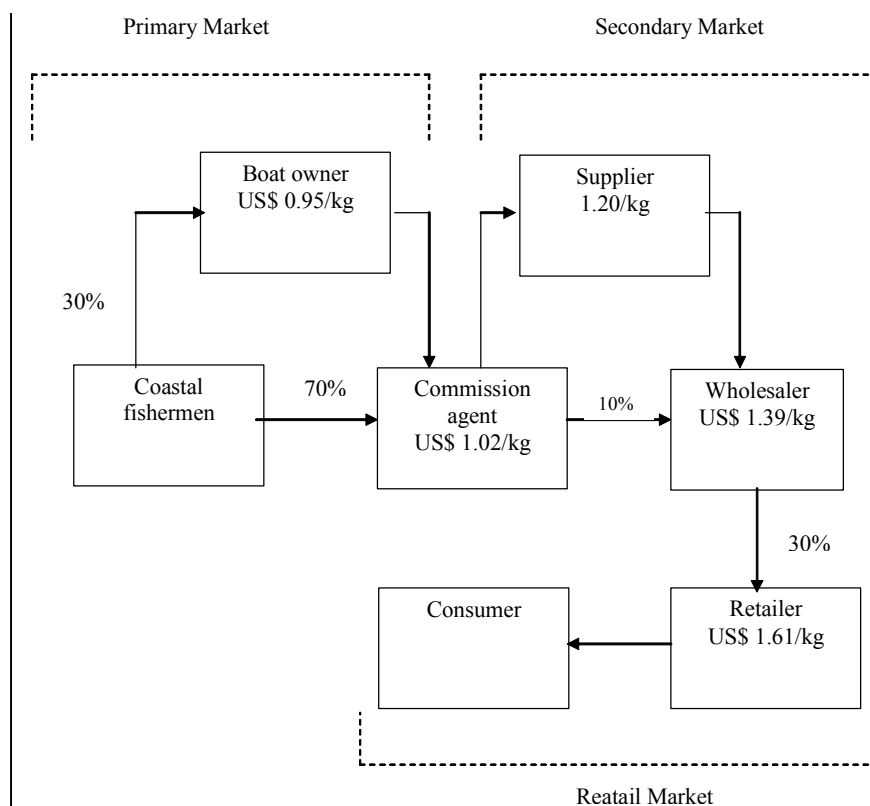 Primary Market
Secondary Market
Boat owner
US$ 0.95/kg
Supplier
1.20/kg
30%
Coastal
fishermen
70%
Commission
agent
US$ 1.02/kg
10%
Wholesaler
US$ 1.39/kg
30%
Consumer
Retailer
US$ 1.61/kg
Reatail Market